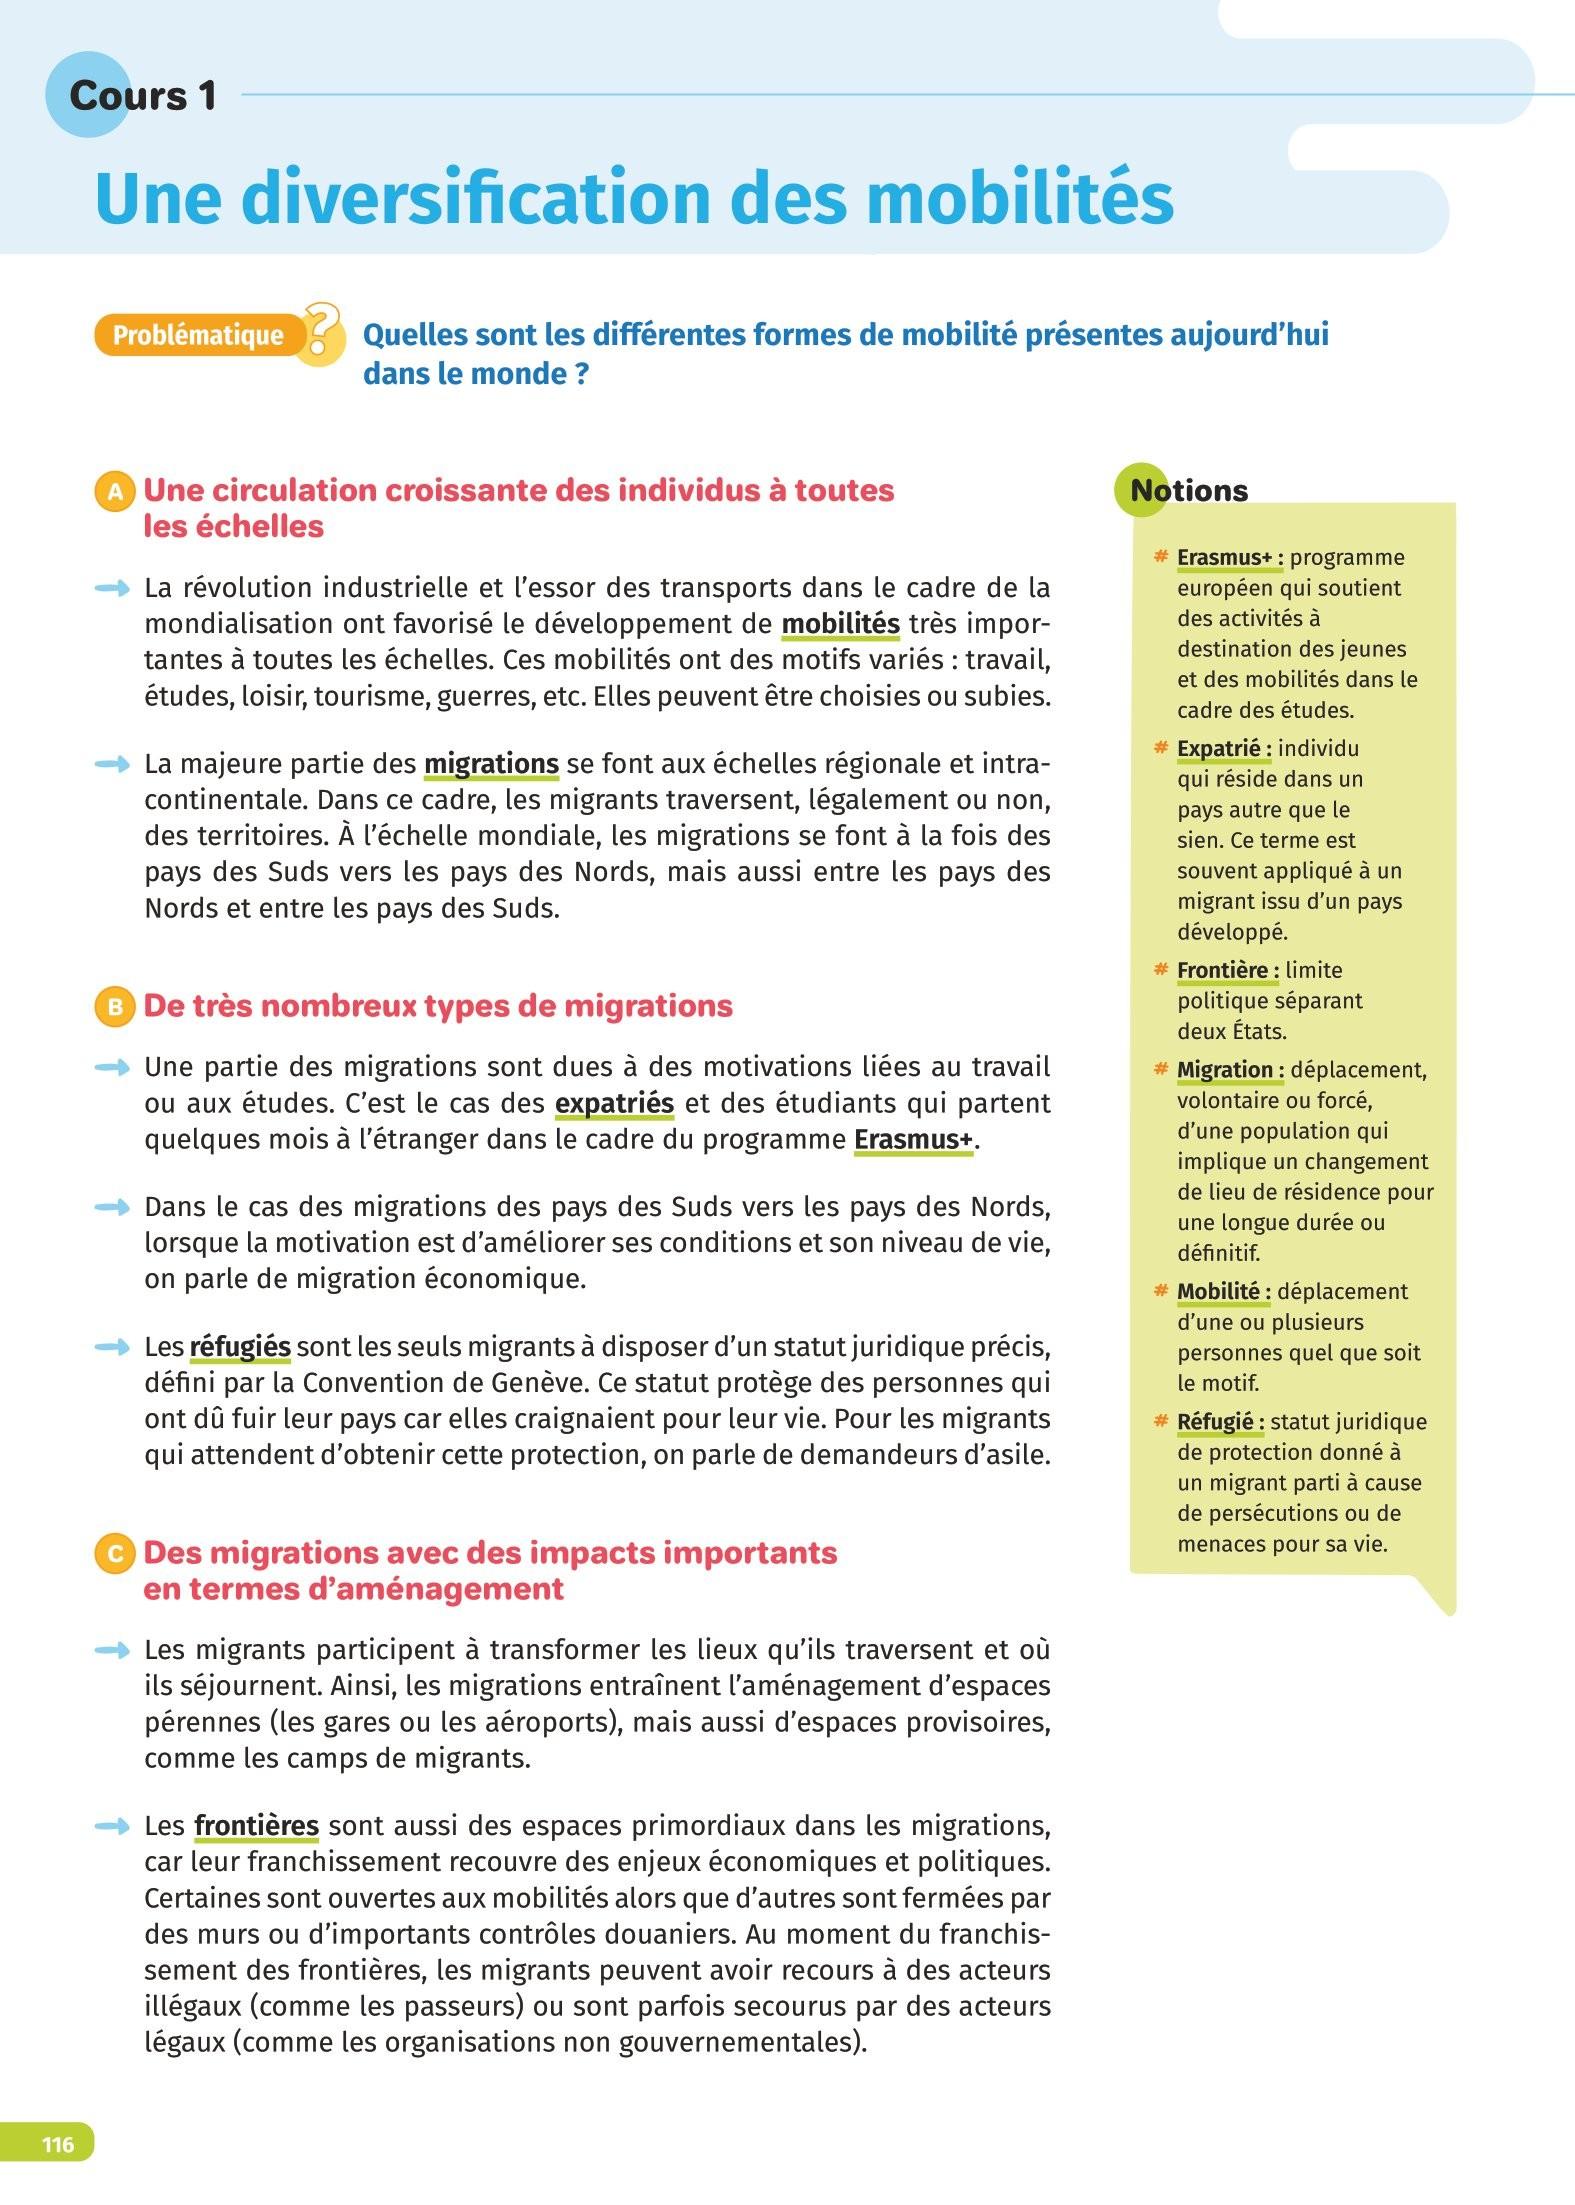 Cours 1
Une diversification des mobilités
Problématique ?
Quelles sont les différentes formes de mobilité présentes aujourd’hui
dans le monde ?
A Une circulation croissante des individus à toutes
les échelles
→ La révolution industrielle et l’essor des transports dans le cadre de la
mondialisation ont favorisé le développement de mobilités très impor-
tantes à toutes les échelles. Ces mobilités ont des motifs variés : travail,
études, loisir, tourisme, guerres, etc. Elles peuvent être choisies ou subies.
→ La majeure partie des migrations se font aux échelles régionale et intra-
continentale. Dans ce cadre, les migrants traversent, légalement ou non,
des territoires. À l’échelle mondiale, les migrations se font à la fois des
pays des Suds vers les pays des Nords, mais aussi entre les pays des
Nords et entre les pays des Suds.
B De très nombreux types de migrations
→ Une partie des migrations sont dues à des motivations liées au travail
ou aux études. C’est le cas des expatriés et des étudiants qui partent
quelques mois à l’étranger dans le cadre du programme Erasmus+.
→ Dans le cas des migrations des pays des Suds vers les pays des Nords,
lorsque la motivation est d’améliorer ses conditions et son niveau de vie,
on parle de migration économique.
→ Les réfugiés sont les seuls migrants à disposer d’un statut juridique précis,
défini par la Convention de Genève. Ce statut protège des personnes qui
ont dû fuir leur pays car elles craignaient pour leur vie. Pour les migrants
qui attendent d’obtenir cette protection, on parle de demandeurs d’asile.
C Des migrations avec des impacts importants
en termes d’aménagement
→ Les migrants participent à transformer les lieux qu’ils traversent et où
ils séjournent. Ainsi, les migrations entraînent l’aménagement d’espaces
pérennes (les gares ou les aéroports), mais aussi d’espaces provisoires,
comme les camps de migrants.
→ Les frontières sont aussi des espaces primordiaux dans les migrations,
car leur franchissement recouvre des enjeux économiques et politiques.
Certaines sont ouvertes aux mobilités alors que d’autres sont fermées par
des murs ou d’importants contrôles douaniers. Au moment du franchis-
sement des frontières, les migrants peuvent avoir recours à des acteurs
illégaux (comme les passeurs) ou sont parfois secourus par des acteurs
légaux (comme les organisations non gouvernementales).
Notions
# Erasmus+ : programme
européen qui soutient
des activités à
destination des jeunes
et des mobilités dans le
cadre des études.
# Expatrié : individu
qui réside dans un
pays autre que le
sien. Ce terme est
souvent appliqué à un
migrant issu d’un pays
développé.
# Frontière : limite
politique séparant
deux États.
# Migration : déplacement,
volontaire ou forcé,
d’une population qui
implique un changement
de lieu de résidence pour
une longue durée ou
définitif.
# Mobilité : déplacement
d’une ou plusieurs
personnes quel que soit
le motif.
# Réfugié : statut juridique
de protection donné à
un migrant parti à cause
de persécutions ou de
menaces pour sa vie.
116